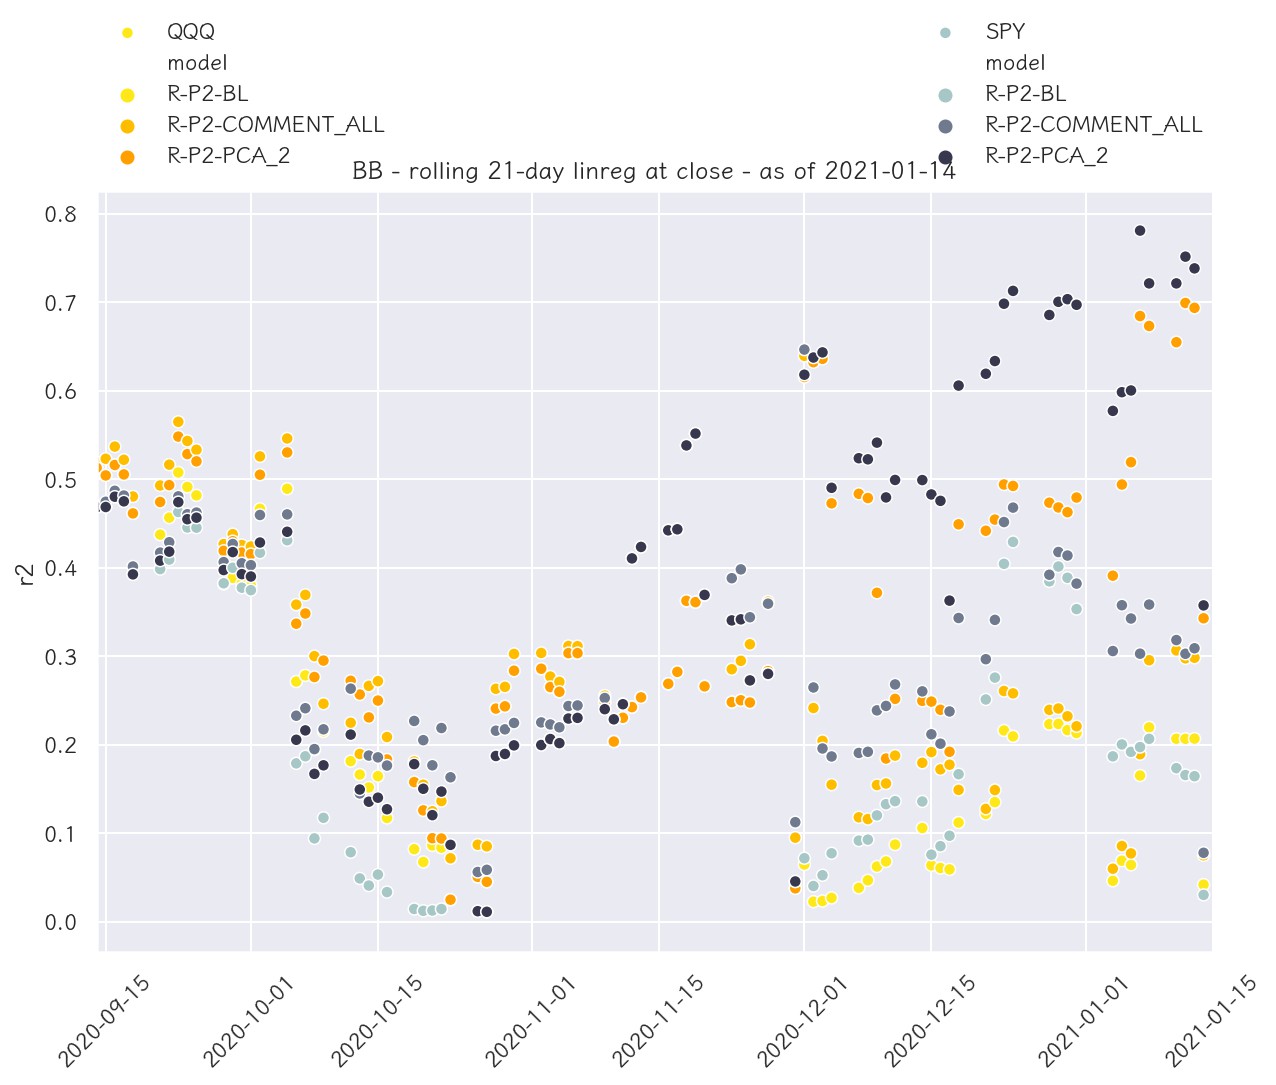 QQQ
model
R-P2-BL
R-P2-COMMENT_ALL
R-P2-PCA_2
SPY
model
R-P2-BL
R-P2-COMMENT_ALL
R-P2-PCA_2
BB - rolling 21-day linreg at close - as of 2021-01-14
r2
0.8
0.7
0.6
0.5
0.4
0.3
0.2
0.1
0.0
2020-09-15
2020-10-01
2020-10-15
2020-11-01
2020-11-15
2020-12-01
2020-12-15
2021-01-01
2021-01-15